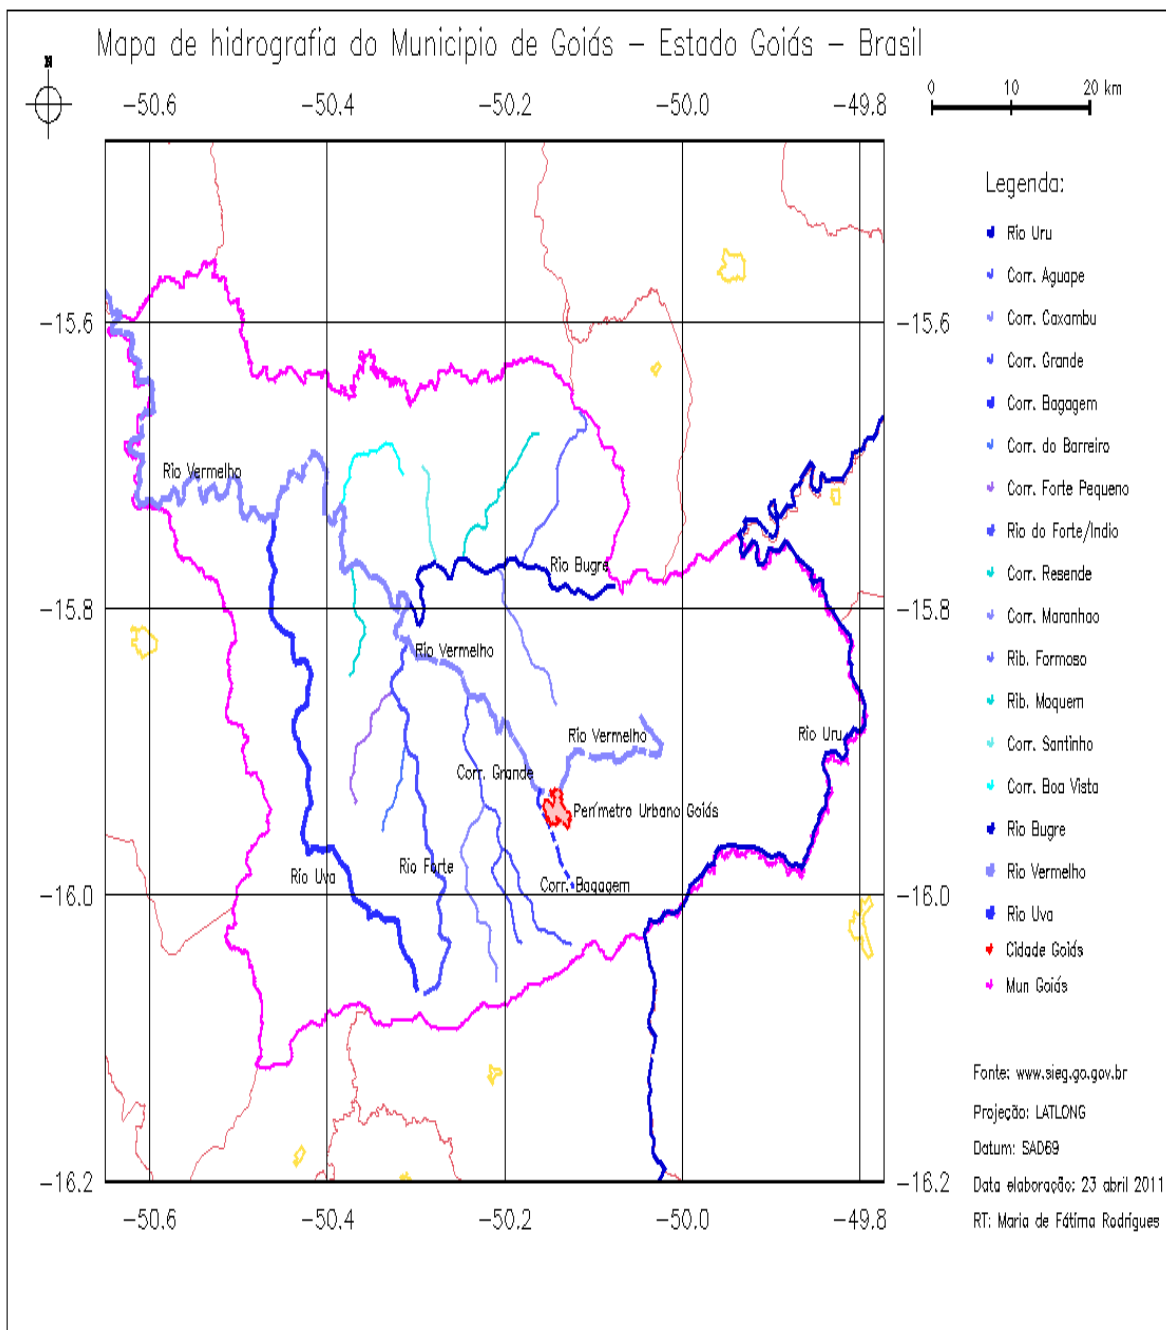 Mapa de hidrografia do Municipio de Goiás – Estado Goiás – Brasil
N
0 10 20 km
−50.6 −50.4 −50.2 −50.0 −49.8
Legenda:
Rio Uru
Corr. Aguape
Corr. Caxambu
Corr. Grande
Corr. Bagagem
Corr. do Barreiro
Corr. Forte Pequeno
Rio do Forte/Indio
Corr. Resende
Corr. Maranhao
Rib. Formoso
Rib. Moquem
Corr. Santinho
Corr. Boa Vista
Rio Bugre
Rio Vermelho
Rio Uva
Cidade Goiás
Mun Goiás
−15.6 −15.6
Rio Vermelho
Rio Bugre
−15.8 −15.8
Rio Vermelho
Rio Vermelho
Rio Uru
Corr. Grande
Perímetro Urbano Goiás
Rio Forte
Rio Uva
Corr. Bagagem
−16.0 −16.0
−16.2 −16.2
−50.6 −50.4 −50.2 −50.0 −49.8
Fonte: www.sieg.go.gov.br
Projeção: LATLONG
Datum: SAD69
Data elaboração: 23 abril 2011
RT: Maria de Fátima Rodrigues